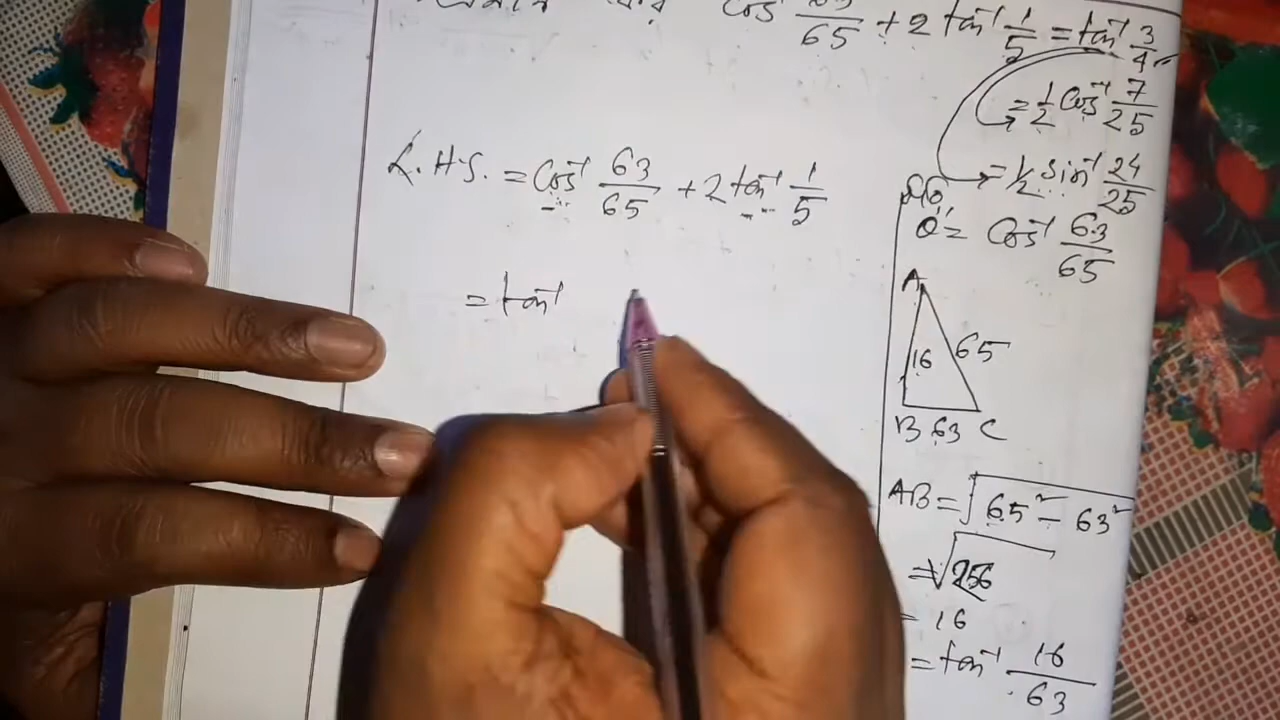 cos⁻¹ 63/65 + 2 tan⁻¹ 1/5 = tan⁻¹ 3/4
= 1/2 cos⁻¹ 7/25
= 1/2 sin⁻¹ 24/25
L.H.S. = cos⁻¹ 63/65 + 2 tan⁻¹ 1/5
= tan⁻¹
θ = cos⁻¹ 63/65
A
16 65
B 63 C
AB = √65² - 63²
= √256
= 16
= tan⁻¹ 16/63